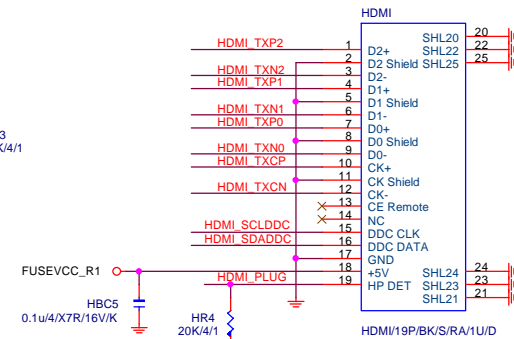 HDMI
HDMI_TXP2 1 D2+ SHL20 20
2 D2 Shield SHL22 22
HDMI_TXN2 3 D2- SHL25 25
HDMI_TXP1 4 D1+
5 D1 Shield
HDMI_TXN1 6 D1-
HDMI_TXP0 7 D0+
8 D0 Shield
HDMI_TXN0 9 D0-
HDMI_TXCP 10 CK+
11 CK Shield
HDMI_TXCN 12 CK-
13 CE Remote
14 NC
HDMI_SCLDDC 15 DDC CLK
HDMI_SDADDC 16 DDC DATA
17 GND
FUSEVCC_R1 18 +5V SHL24 24
HDMI_PLUG 19 HP DET SHL23 23
SHL21 21
3
K/4/1
HBC5
0.1u/4/X7R/16V/K
HR4
20K/4/1
HDMI/19P/BK/S/RA/1U/D